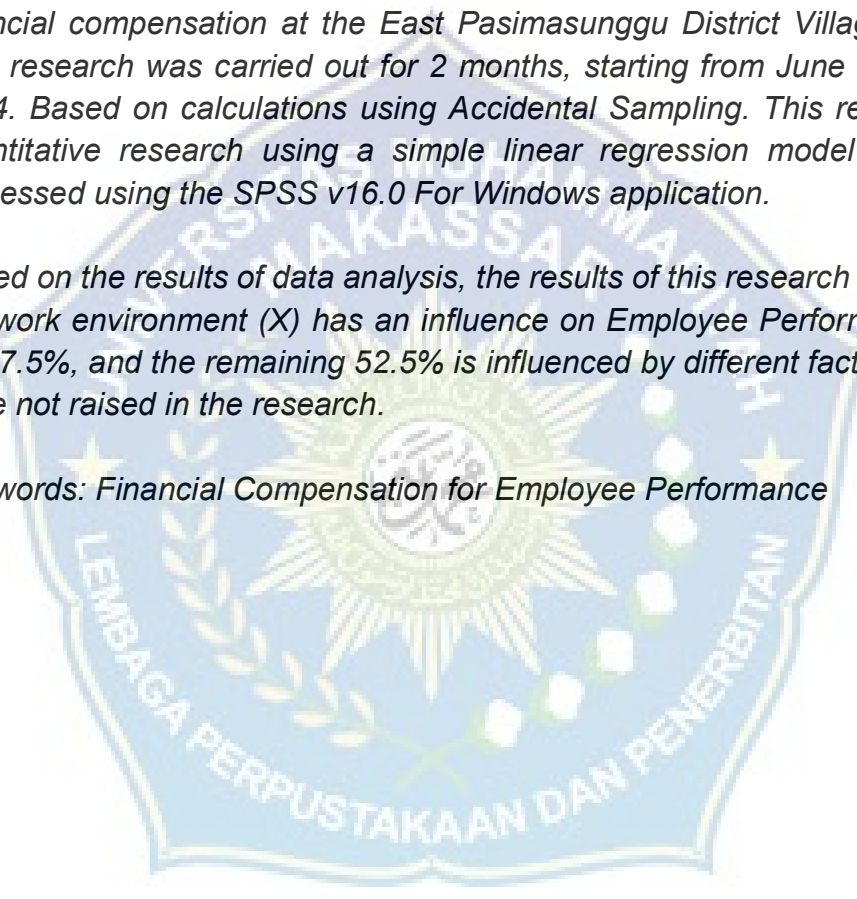 ncial compensation at the East Pasimasunggu District Villag
research was carried out for 2 months, starting from June
4. Based on calculations using Accidental Sampling. This re
ntitative research using a simple linear regression model
essed using the SPSS v16.0 For Windows application.
ed on the results of data analysis, the results of this research
work environment (X) has an influence on Employee Perfor
7.5%, and the remaining 52.5% is influenced by different fact
e not raised in the research.
words: Financial Compensation for Employee Performance
UNIVERSITAS MUHAMMADIYAH
MAKASSAR
LEMBAGA PERPUSTAKAAN DAN PENERBITAN